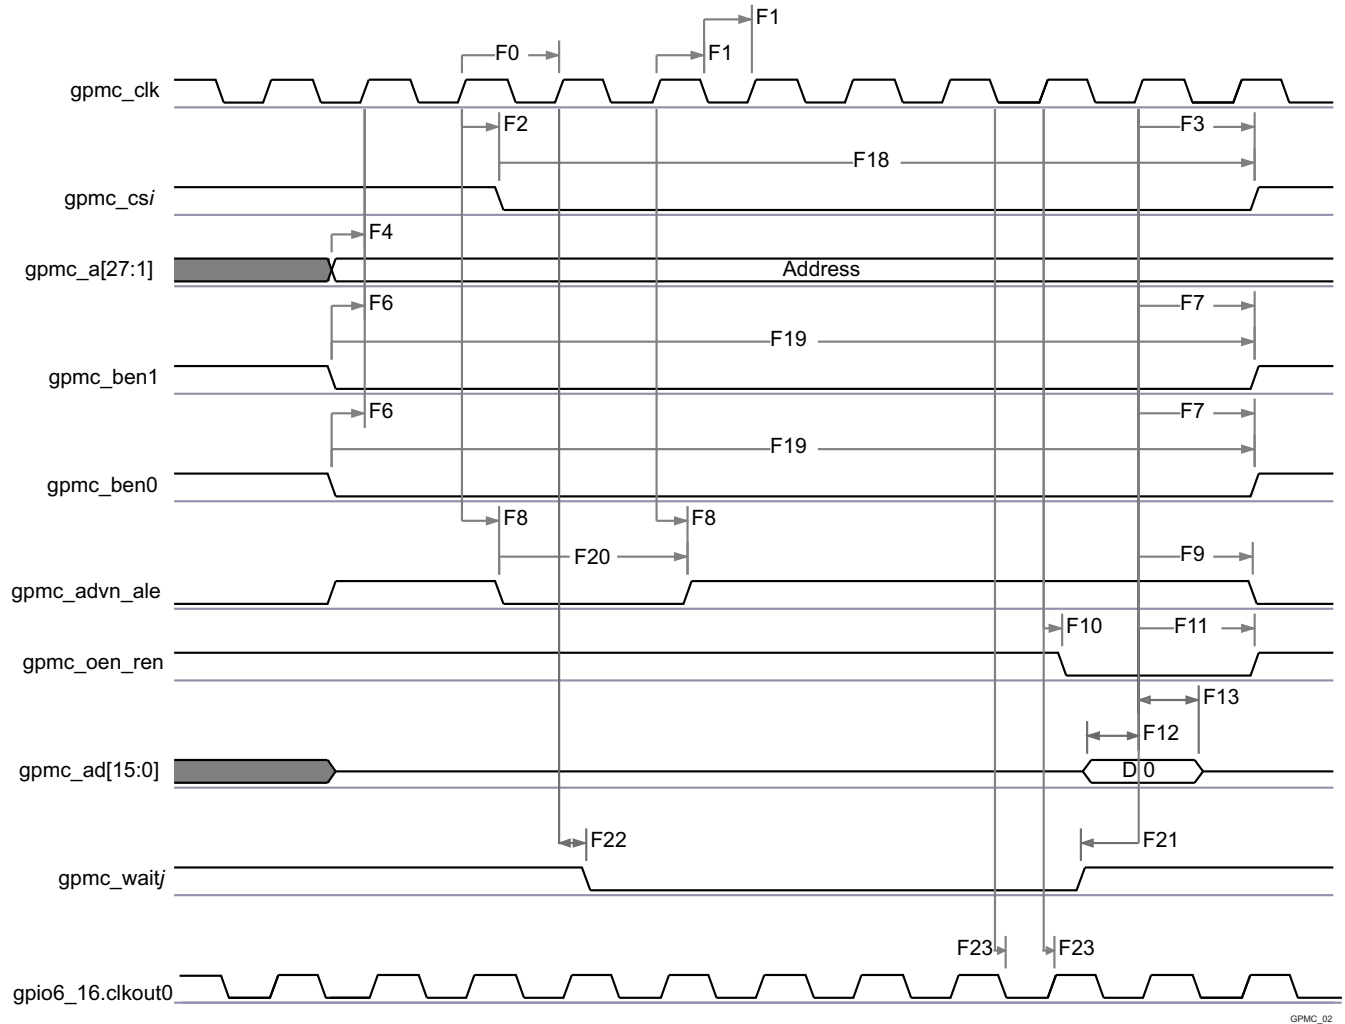 F1
F0
F1
gpmc_clk
F2
F3
F18
gpmc_csi
F4
gpmc_a[27:1]
Address
F6
F7
F19
gpmc_ben1
F6
F7
F19
gpmc_ben0
F8
F8
F20
F9
gpmc_advn_ale
F10
F11
gpmc_oen_ren
F13
F12
gpmc_ad[15:0]
D 0
F22
F21
gpmc_waitj
F23
F23
gpio6_16.clkout0
GPMC_02